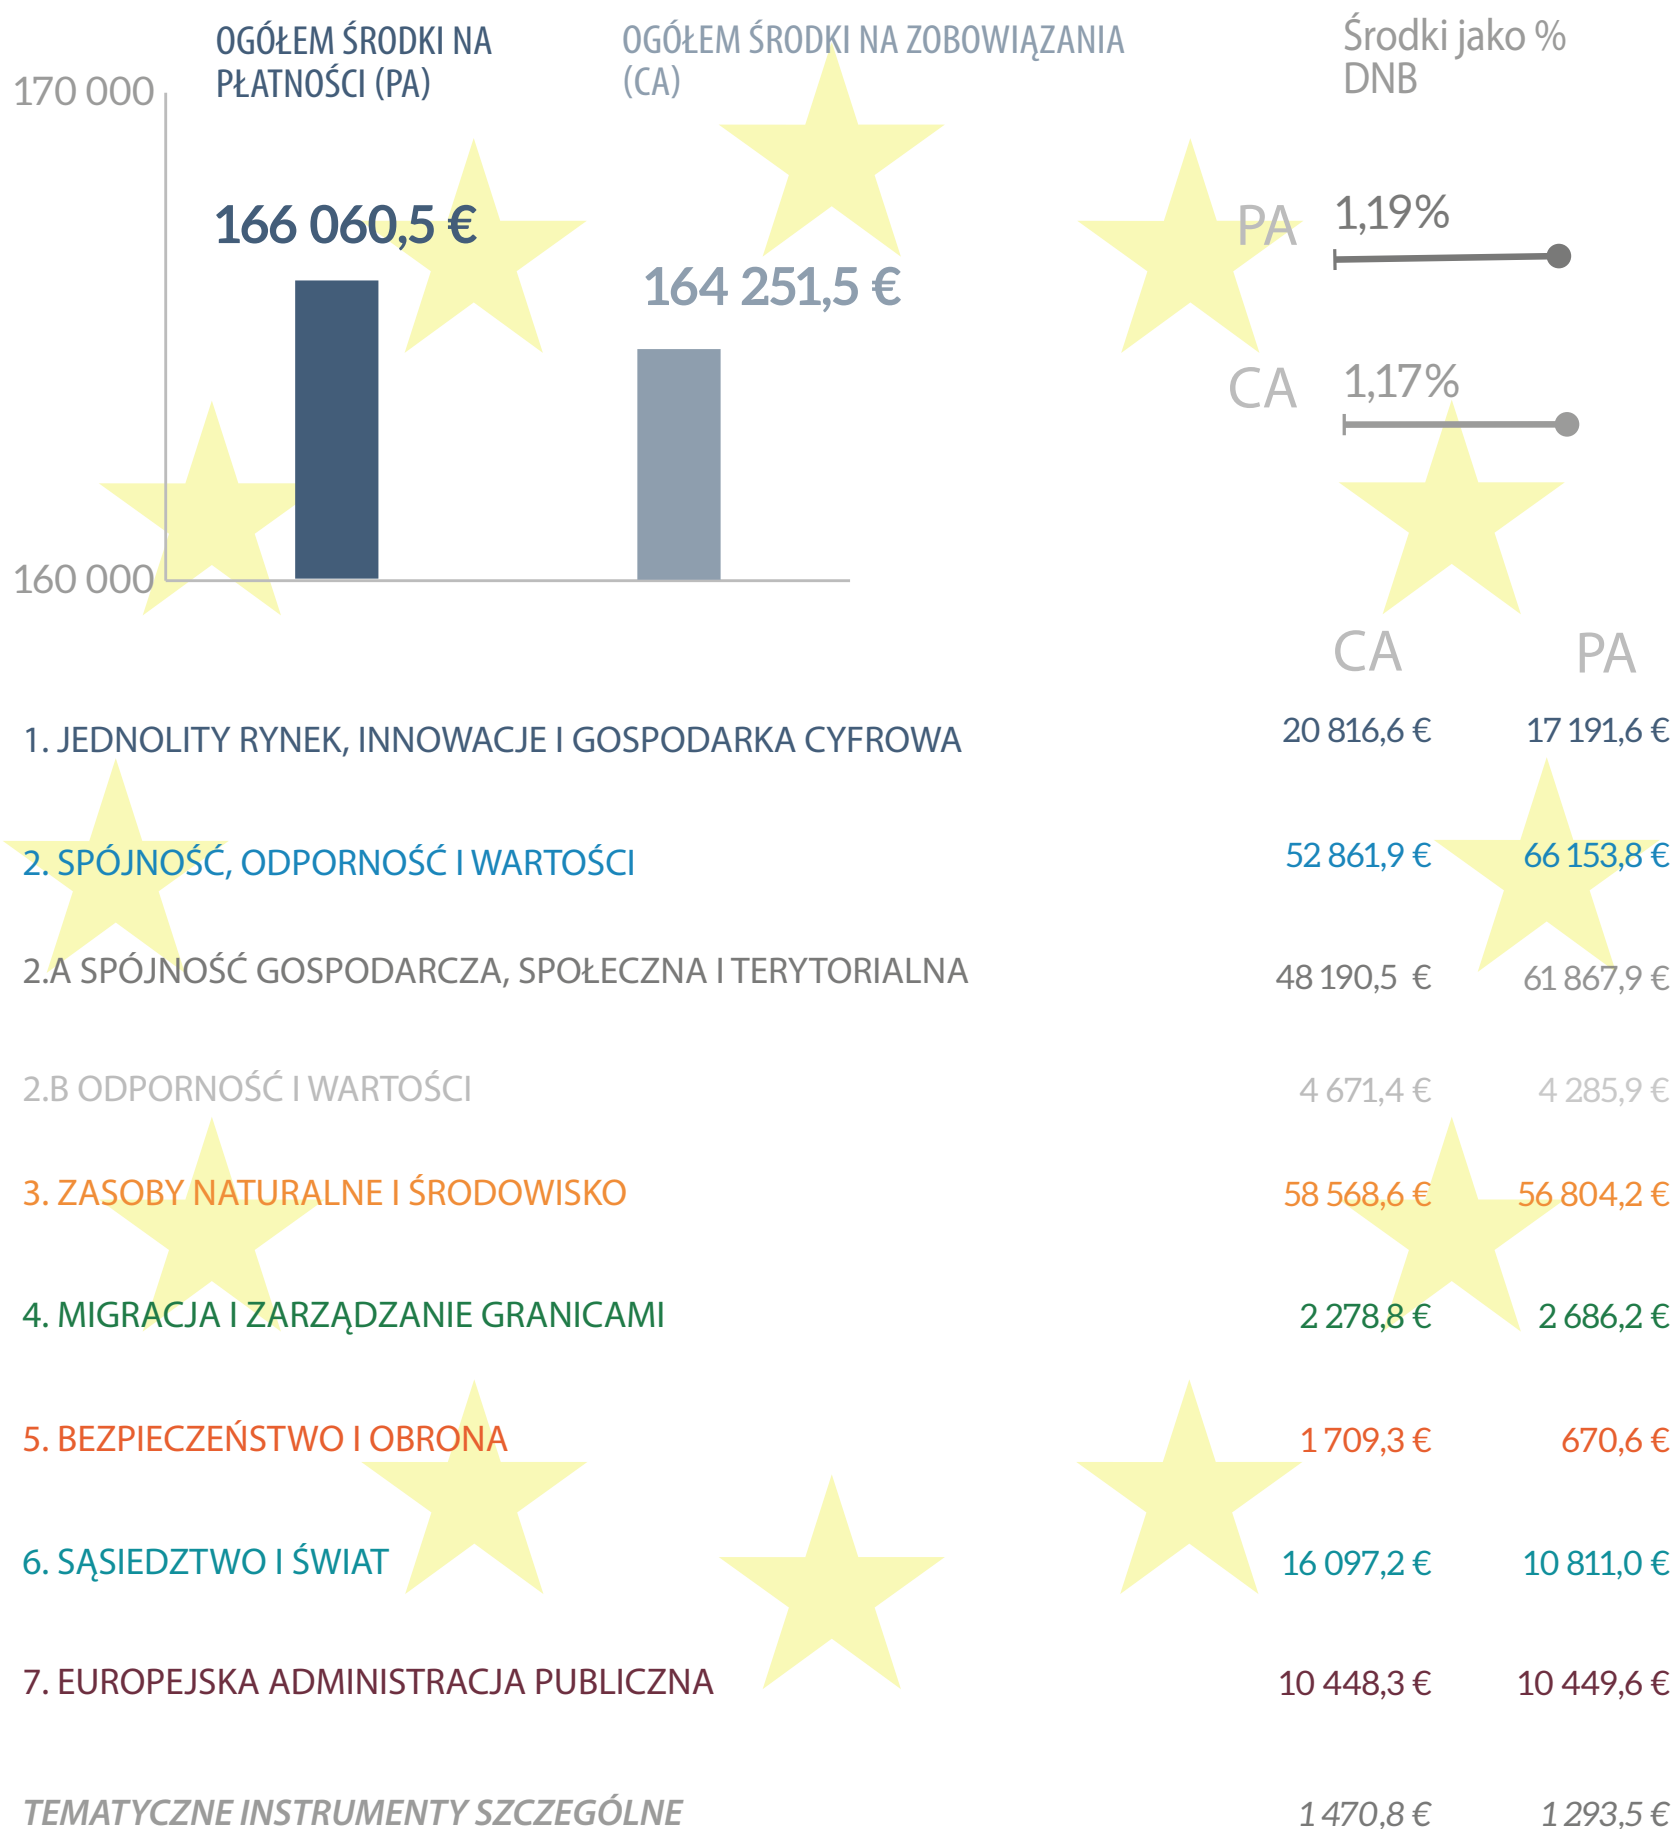 OGÓŁEM ŚRODKI NA
PŁATNOŚCI (PA)
OGÓŁEM ŚRODKI NA ZOBOWIĄZANIA
(CA)
Środki jako %
DNB
170 000
166 060,5 €
164 251,5 €
160 000
PA 1,19%
CA 1,17%
CA PA
1. JEDNOLITY RYNEK, INNOWACJE I GOSPODARKA CYFROWA 20 816,6 € 17 191,6 €
2. SPÓJNOŚĆ, ODPORNOŚĆ I WARTOŚCI 52 861,9 € 66 153,8 €
2.A SPÓJNOŚĆ GOSPODARCZA, SPOŁECZNA I TERYTORIALNA 48 190,5 € 61 867,9 €
2.B ODPORNOŚĆ I WARTOŚCI 4 671,4 € 4 285,9 €
3. ZASOBY NATURALNE I ŚRODOWISKO 58 568,6 € 56 804,2 €
4. MIGRACJA I ZARZĄDZANIE GRANICAMI 2 278,8 € 2 686,2 €
5. BEZPIECZEŃSTWO I OBRONA 1 709,3 € 670,6 €
6. SĄSIEDZTWO I ŚWIAT 16 097,2 € 10 811,0 €
7. EUROPEJSKA ADMINISTRACJA PUBLICZNA 10 448,3 € 10 449,6 €
TEMATYCZNE INSTRUMENTY SZCZEGÓLNE 1 470,8 € 1 293,5 €